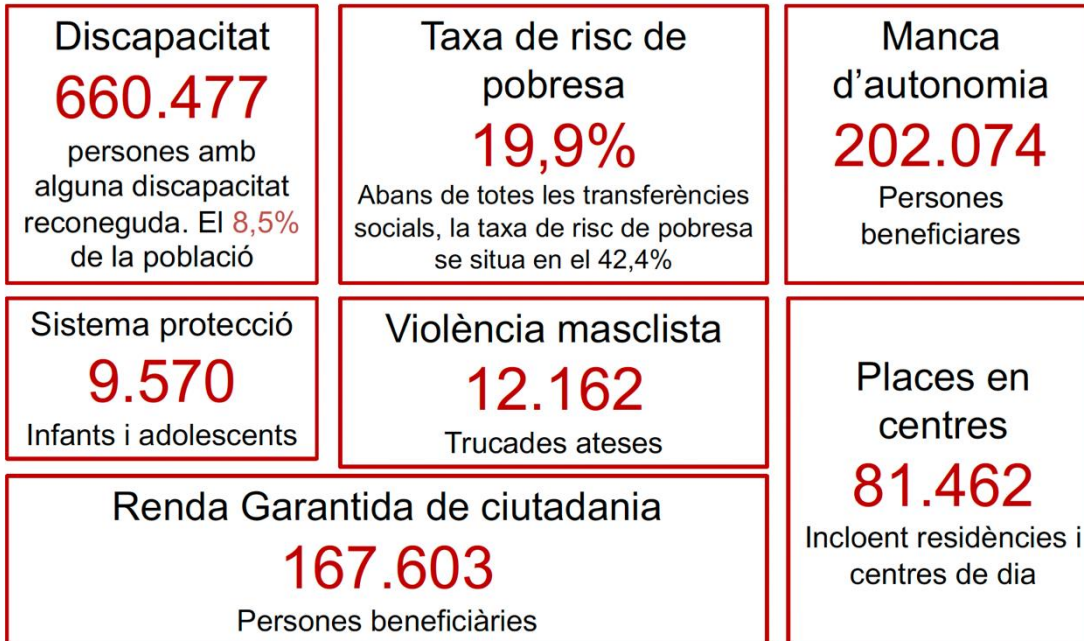 Discapacitat
660.477
persones amb
alguna discapacitat
reconeguda. El 8,5%
de la població
Taxa de risc de
pobresa
19,9%
Abans de totes les transferències
socials, la taxa de risc de pobresa
se situa en el 42,4%
Manca
d’autonomia
202.074
Persones
beneficiares
Sistema protecció
9.570
Infants i adolescents
Violència masclista
12.162
Trucades ateses
Places en
centres
81.462
Incloent residències i
centres de dia
Renda Garantida de ciutadania
167.603
Persones beneficiàries